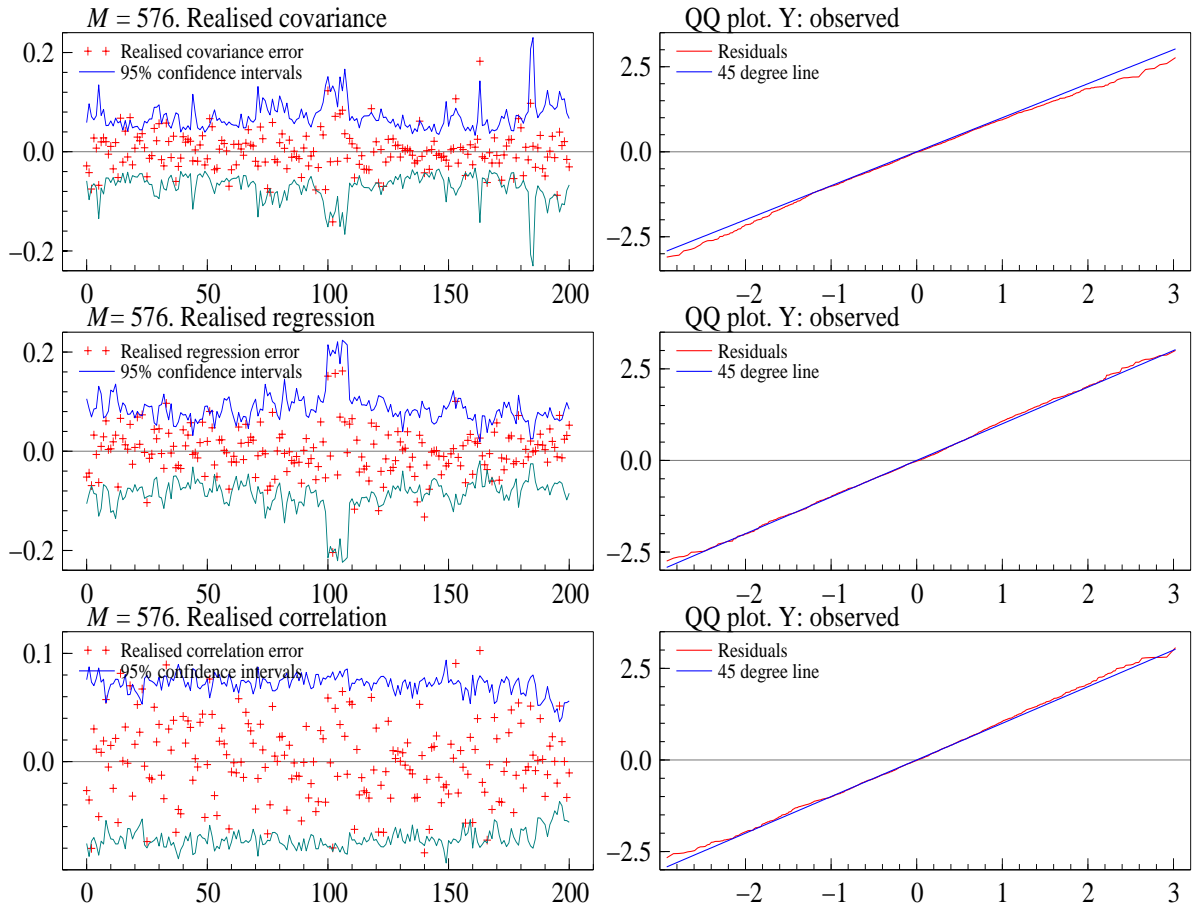 M = 576. Realised covariance
QQ plot. Y: observed
0.2
0.0
−0.2
Realised covariance error
95% confidence intervals
0 50 100 150 200
2.5
0.0
−2.5
Residuals
45 degree line
−2 −1 0 1 2 3
M = 576. Realised regression
QQ plot. Y: observed
0.2
0.0
−0.2
Realised regression error
95% confidence intervals
0 50 100 150 200
2.5
0.0
−2.5
Residuals
45 degree line
−2 −1 0 1 2 3
M = 576. Realised correlation
QQ plot. Y: observed
0.1
0.0
Realised correlation error
95% confidence intervals
0 50 100 150 200
2.5
0.0
−2.5
Residuals
45 degree line
−2 −1 0 1 2 3